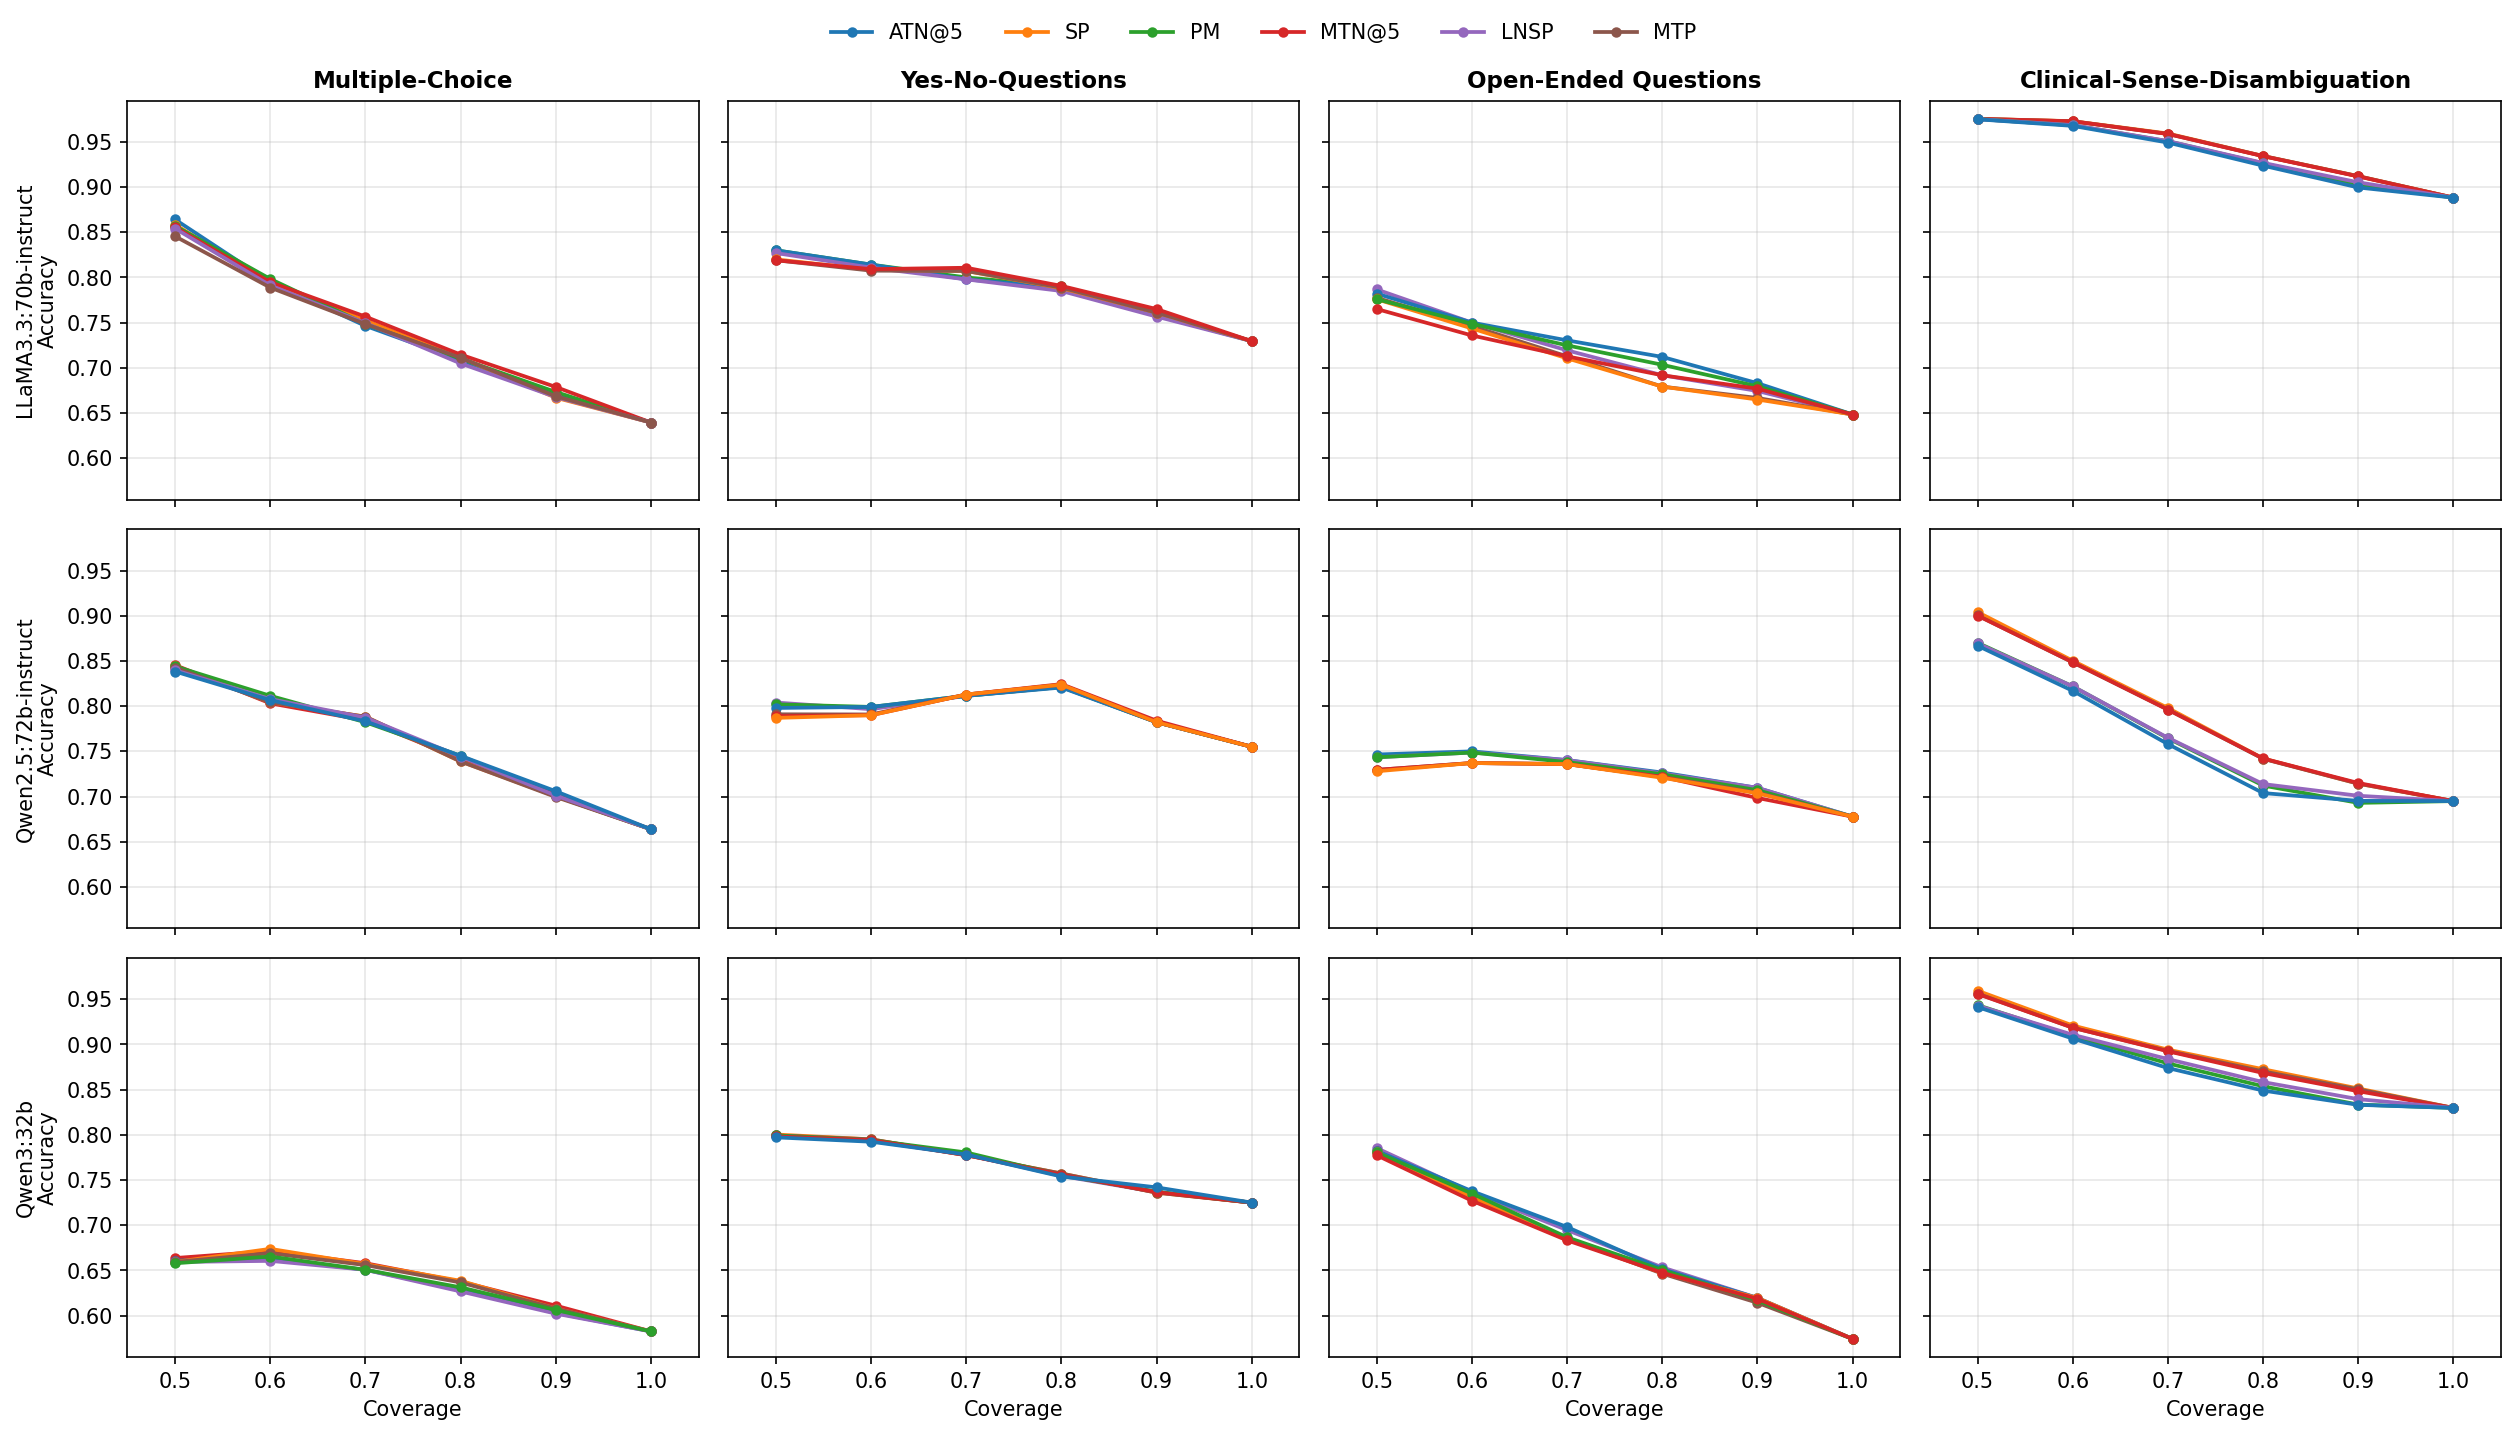 ATN@5 SP PM MTN@5 LNSP MTP
Multiple-Choice Yes-No-Questions Open-Ended Questions Clinical-Sense-Disambiguation
LLaMA3.3:70b-instruct
Accuracy
0.95
0.90
0.85
0.80
0.75
0.70
0.65
0.60
Qwen2.5:72b-instruct
Accuracy
0.95
0.90
0.85
0.80
0.75
0.70
0.65
0.60
Qwen3:32b
Accuracy
0.95
0.90
0.85
0.80
0.75
0.70
0.65
0.60
0.5 0.6 0.7 0.8 0.9 1.0 0.5 0.6 0.7 0.8 0.9 1.0 0.5 0.6 0.7 0.8 0.9 1.0 0.5 0.6 0.7 0.8 0.9 1.0
Coverage Coverage Coverage Coverage